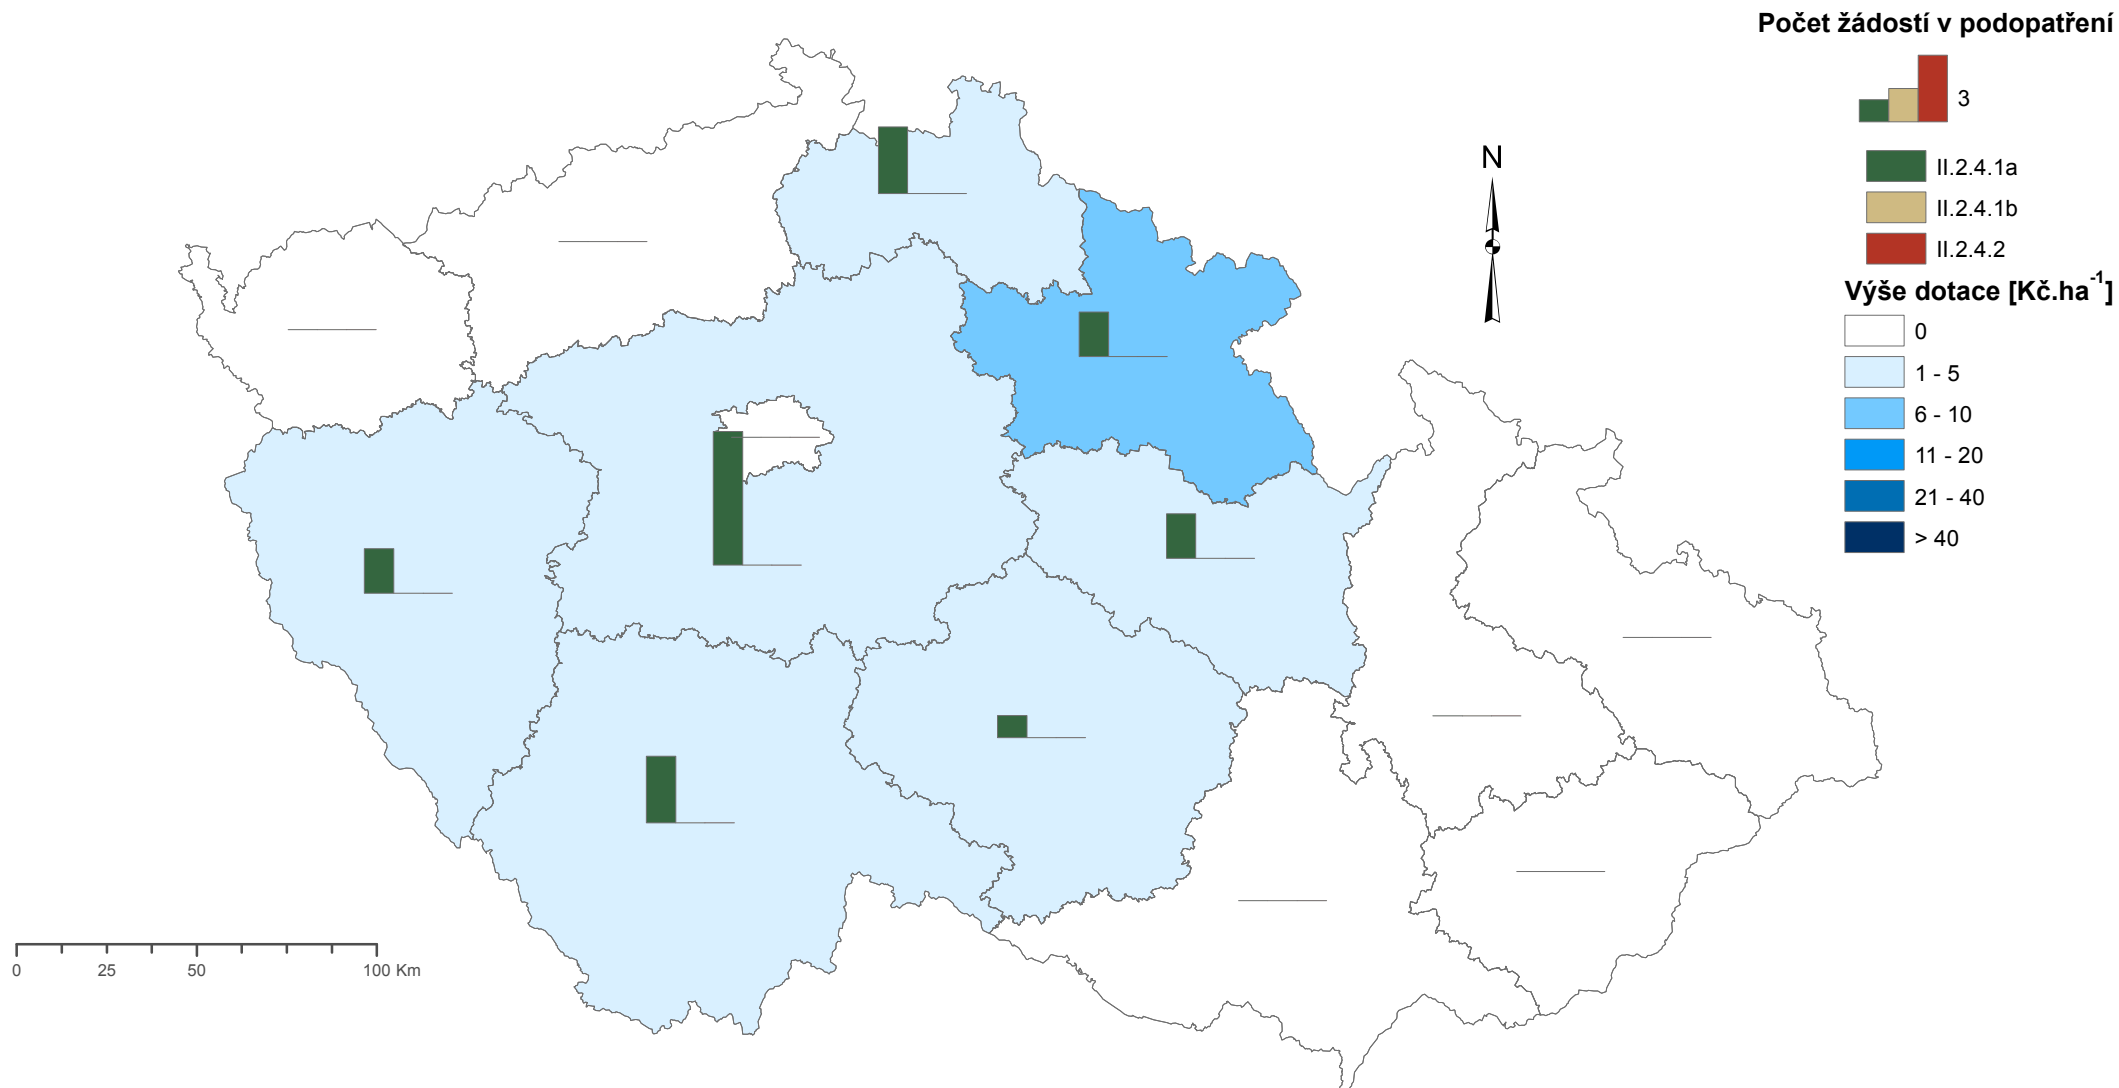 Počet žádostí v podopatření
3
II.2.4.1a
II.2.4.1b
II.2.4.2
Výše dotace [Kč.ha⁻¹]
0
1 - 5
6 - 10
11 - 20
21 - 40
> 40
N
0 25 50 100 Km